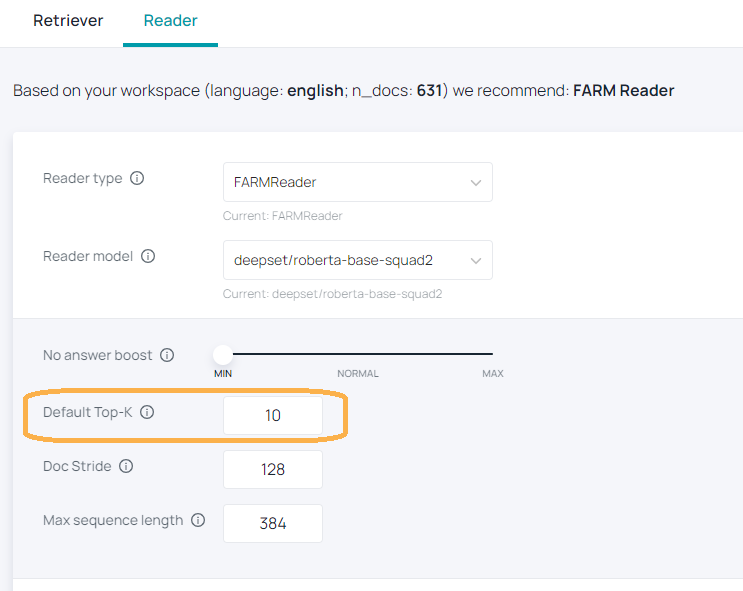 Retriever Reader
Based on your workspace (language: english; n_docs: 631) we recommend: FARM Reader
Reader type FARMReader
Current: FARMReader
Reader model deepset/roberta-base-squad2
Current: deepset/roberta-base-squad2
No answer boost
MIN NORMAL MAX
Default Top-K 10
Doc Stride 128
Max sequence length 384